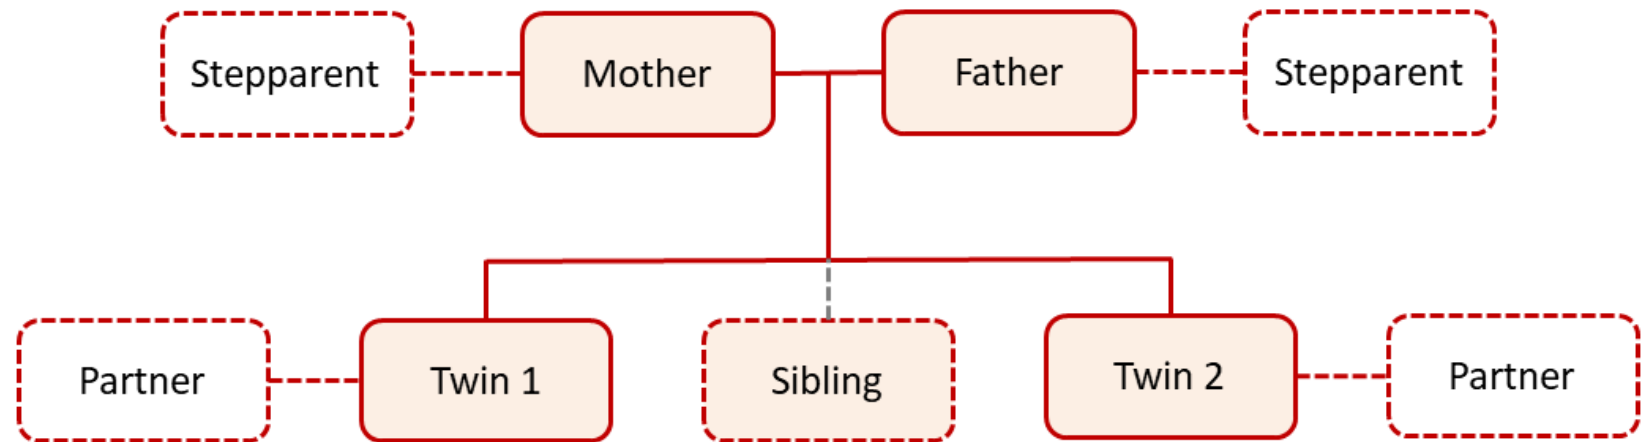 Stepparent
Mother
Father
Stepparent
Partner
Twin 1
Sibling
Twin 2
Partner